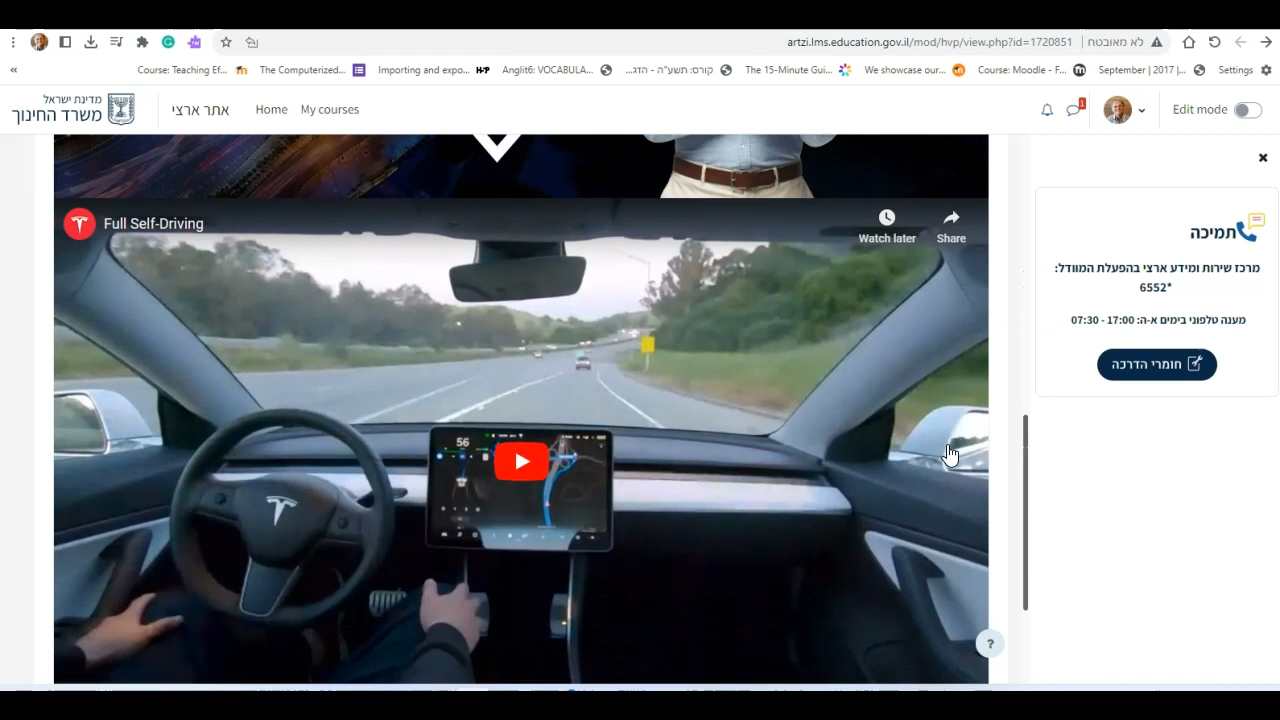 artzi.lms.education.gov.il/mod/hvp/view.php?id=1720851
לא מאובטח
Course: Teaching Ef...
The Computerized...
Importing and expo...
H-P
Anglit6: VOCABULA...
קורס: תשע"ה - הדג...
The 15-Minute Gui...
We showcase our...
Course: Moodle - F...
September | 2017 |...
Settings
מדינת ישראל
משרד החינוך
אתר ארצי
Home
My courses
1
Edit mode
Full Self-Driving
Watch later
Share
56
תמיכה
מרכז שירות ומידע ארצי בהפעלת המוודל:
6552*
מענה טלפוני בימים א-ה: 17:00 - 07:30
חומרי הדרכה
?